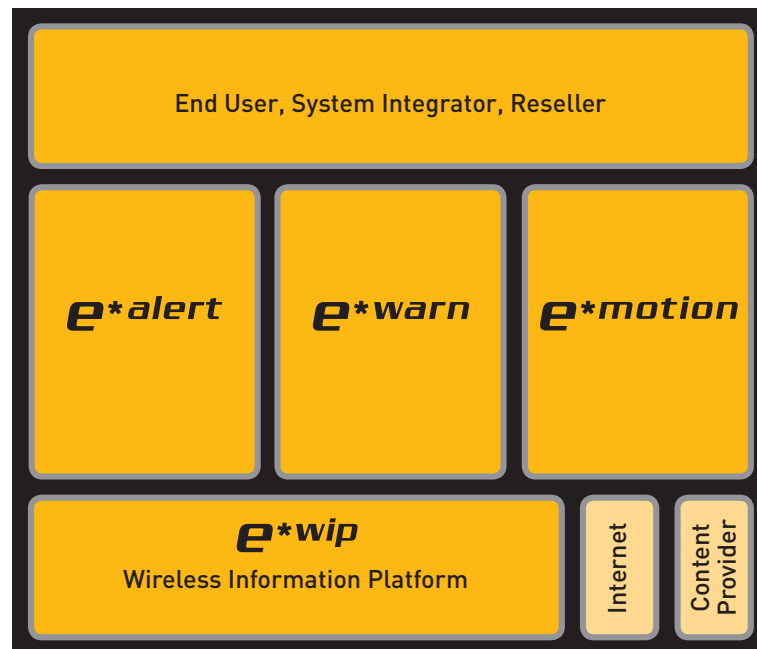 End User, System Integrator, Reseller
e*alert
e*warn
e*motion
e*wip
Wireless Information Platform
Internet
Content
Provider